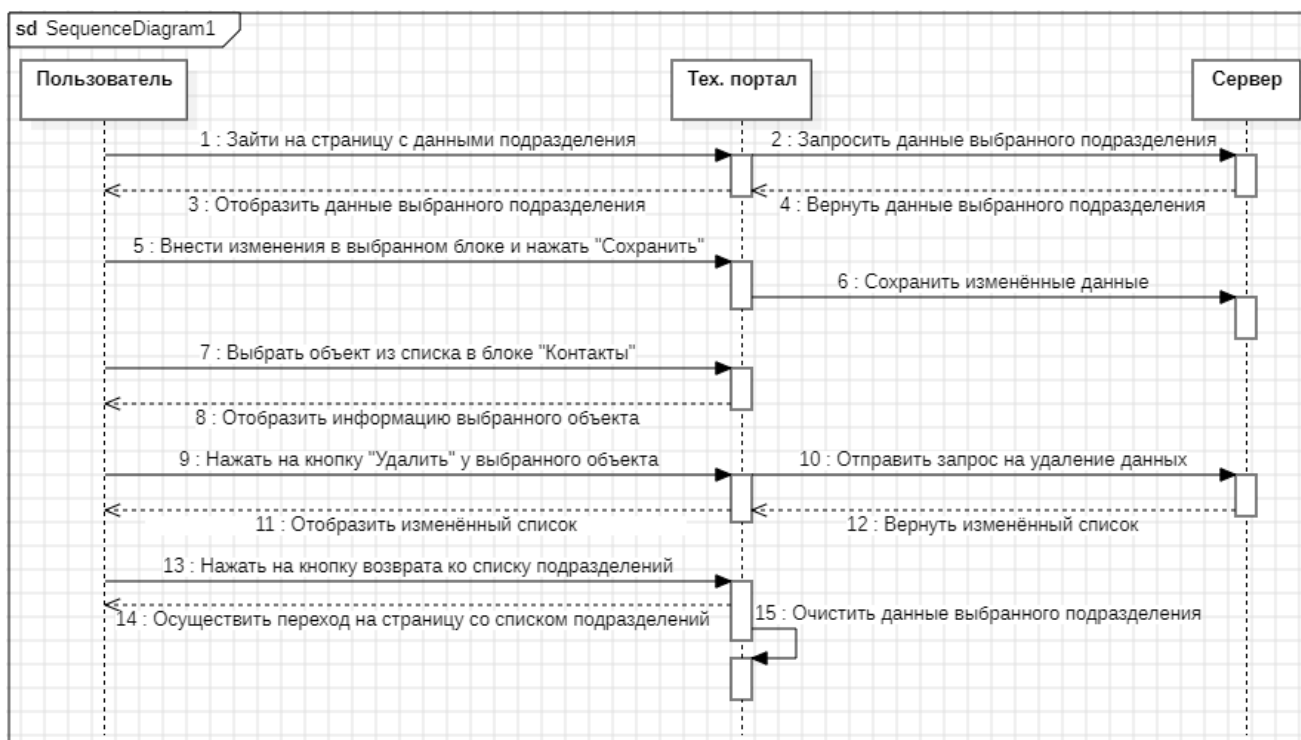 sd SequenceDiagram1
Пользователь
Тех. портал
Сервер
1 : Зайти на страницу с данными подразделения
2 : Запросить данные выбранного подразделения
3 : Отобразить данные выбранного подразделения
4 : Вернуть данные выбранного подразделения
5 : Внести изменения в выбранном блоке и нажать "Сохранить"
6 : Сохранить изменённые данные
7 : Выбрать объект из списка в блоке "Контакты"
8 : Отобразить информацию выбранного объекта
9 : Нажать на кнопку "Удалить" у выбранного объекта
10 : Отправить запрос на удаление данных
11 : Отобразить изменённый список
12 : Вернуть изменённый список
13 : Нажать на кнопку возврата ко списку подразделений
14 : Осуществить переход на страницу со списком подразделений
15 : Очистить данные выбранного подразделения